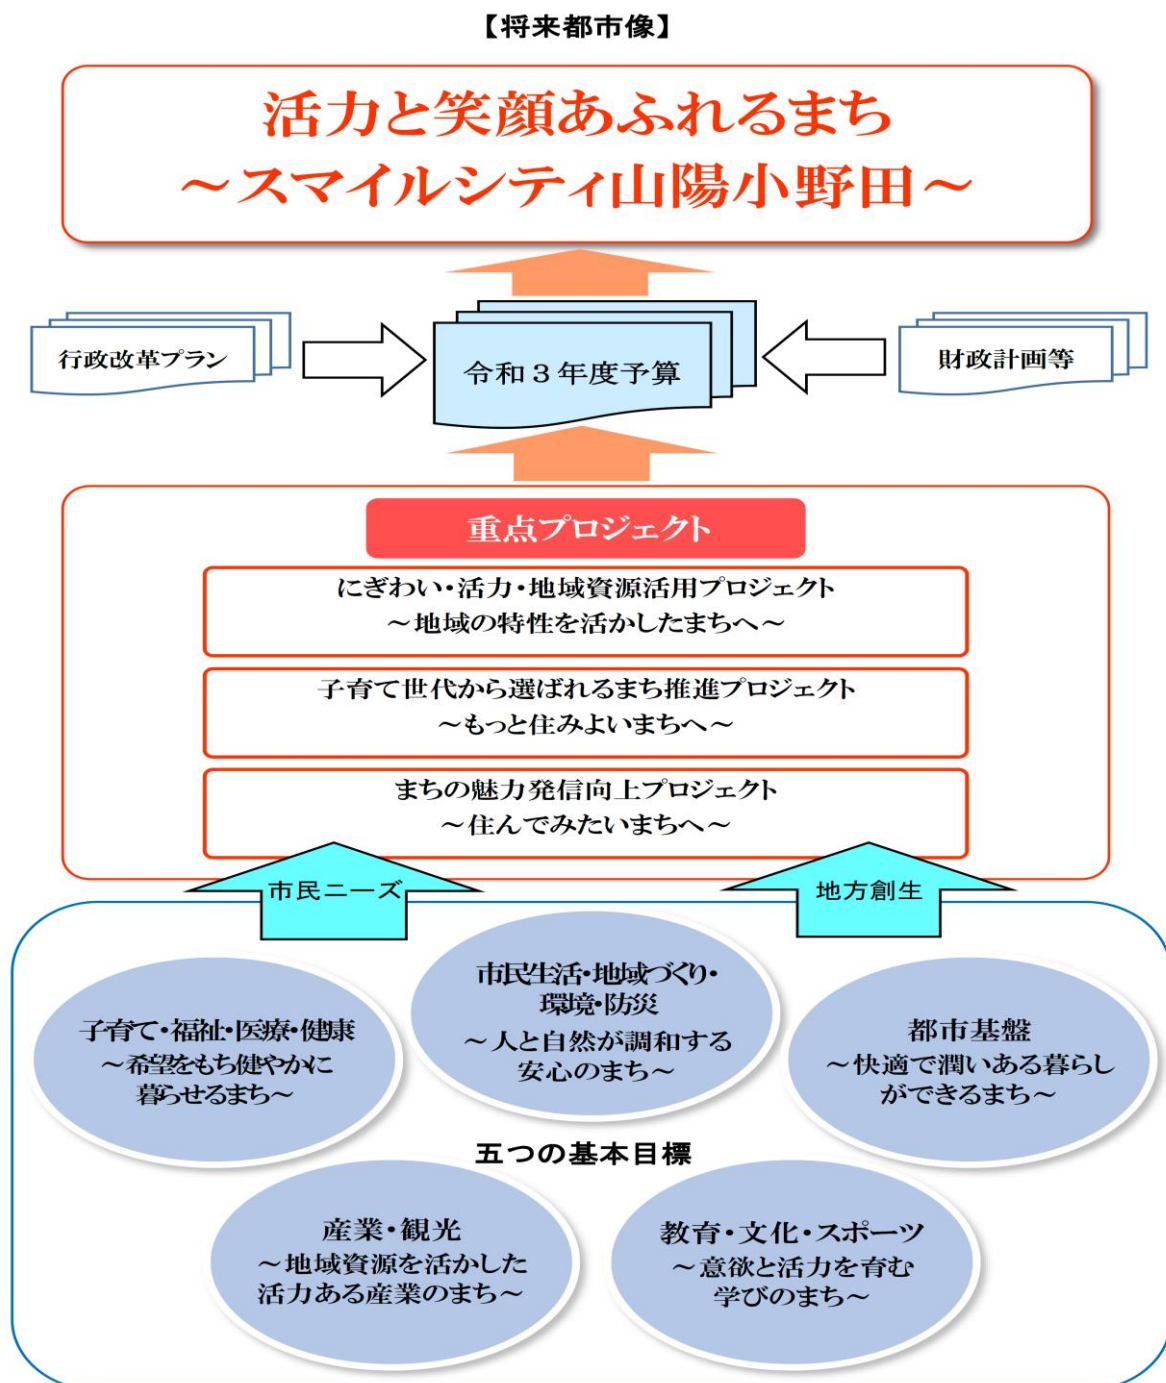 【将来都市像】
活力と笑顔あふれるまち
～スマイルシティ山陽小野田～
行政改革プラン
令和３年度予算
財政計画等
重点プロジェクト
にぎわい・活力・地域資源活用プロジェクト
～地域の特性を活かしたまちへ～
子育て世代から選ばれるまち推進プロジェクト
～もっと住みよいまちへ～
まちの魅力発信向上プロジェクト
～住んでみたいまちへ～
市民ニーズ
地方創生
子育て・福祉・医療・健康
～希望をもち健やかに
暮らせるまち～
市民生活・地域づくり・
環境・防災
～人と自然が調和する
安心のまち～
都市基盤
～快適で潤いある暮らし
ができるまち～
五つの基本目標
産業・観光
～地域資源を活かした
活力ある産業のまち～
教育・文化・スポーツ
～意欲と活力を育む
学びのまち～